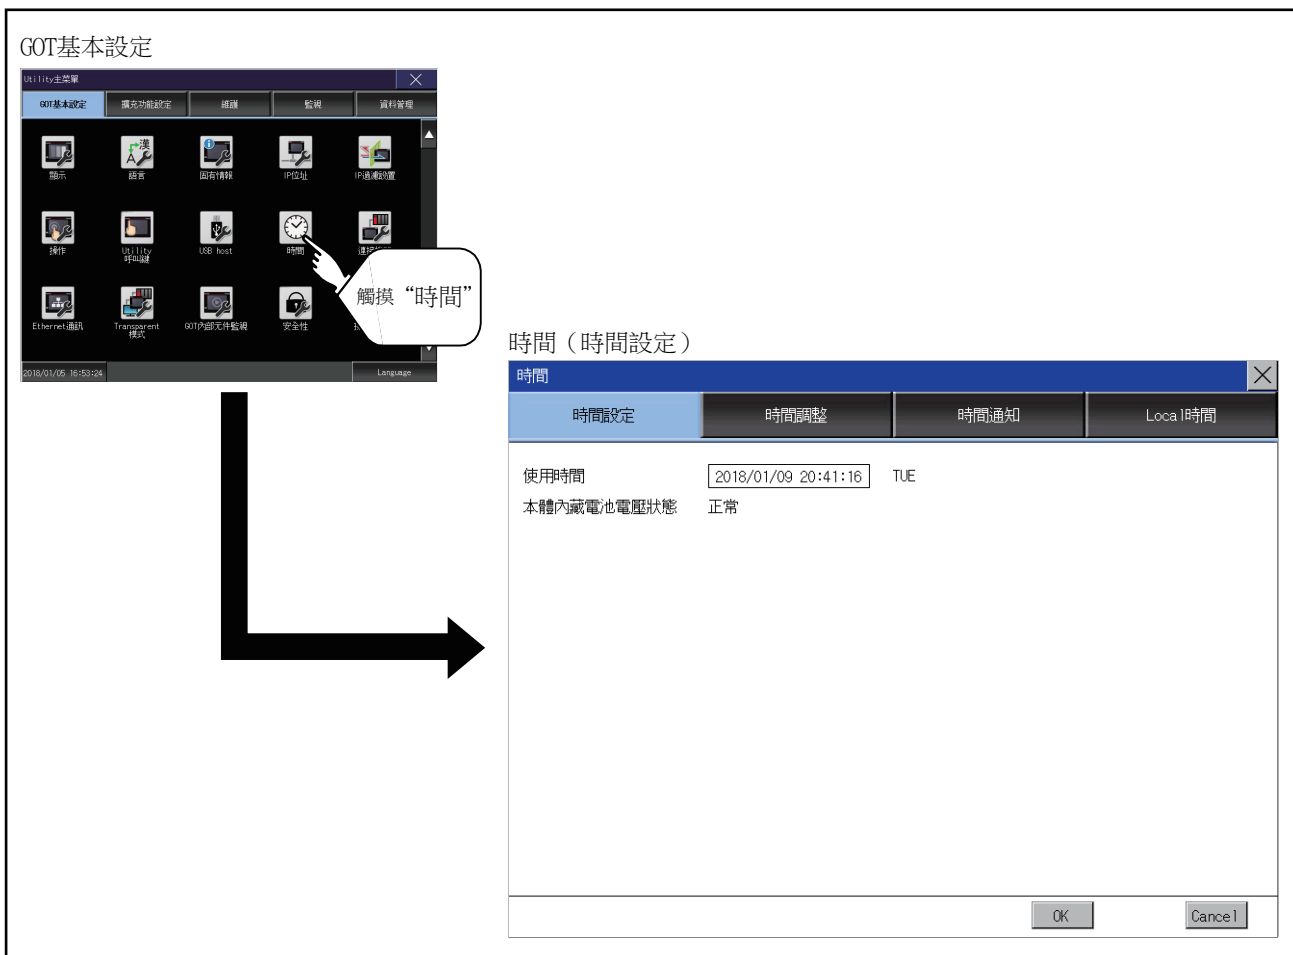 GOT基本設定
Utility主菜單
GOT基本設定 擴充功能設定 維護 監視 資料管理
顯示 語言 固有情報 IP位址 IP過濾設置
操作 Utility 呼叫鍵 USB host 時間
觸摸“時間”
Ethernet通訊 Transparent 模式 GOT內部元件監視 安全性
2018/01/05 16:53:24 Language
時間（時間設定）
時間
時間設定 時間調整 時間通知 Local時間
使用時間 2018/01/09 20:41:16 TUE
本體內藏電池電壓狀態 正常
OK Cancel